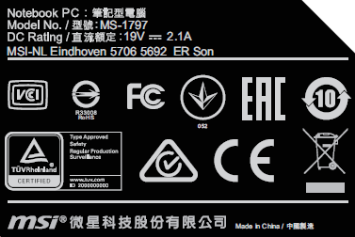 Notebook PC：筆記型電腦
Model No. / 型號：MS-1797
DC Rating / 直流額定：19V ⎓ 2.1A
MSI-NL Eindhoven 5706 5692 ER Son
VCI
R33008
RoHS
FC
052
EAC
10
TÜVRheinland
CERTIFIED
Type Approved
Safety
Regular Production
Surveillance
www.tuv.com
ID 2000000000
CE
msi® 微星科技股份有限公司 Made in China / 中國製造